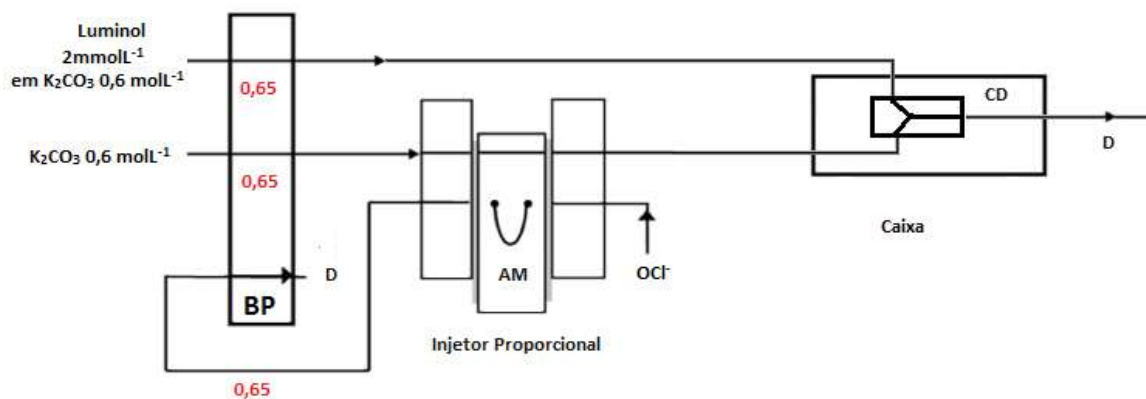 Luminol
2mmolL⁻¹
em K₂CO₃ 0,6 molL⁻¹
0,65
CD
D
K₂CO₃ 0,6 molL⁻¹
0,65
Caixa
D
AM
OCl⁻
BP
Injetor Proporcional
0,65